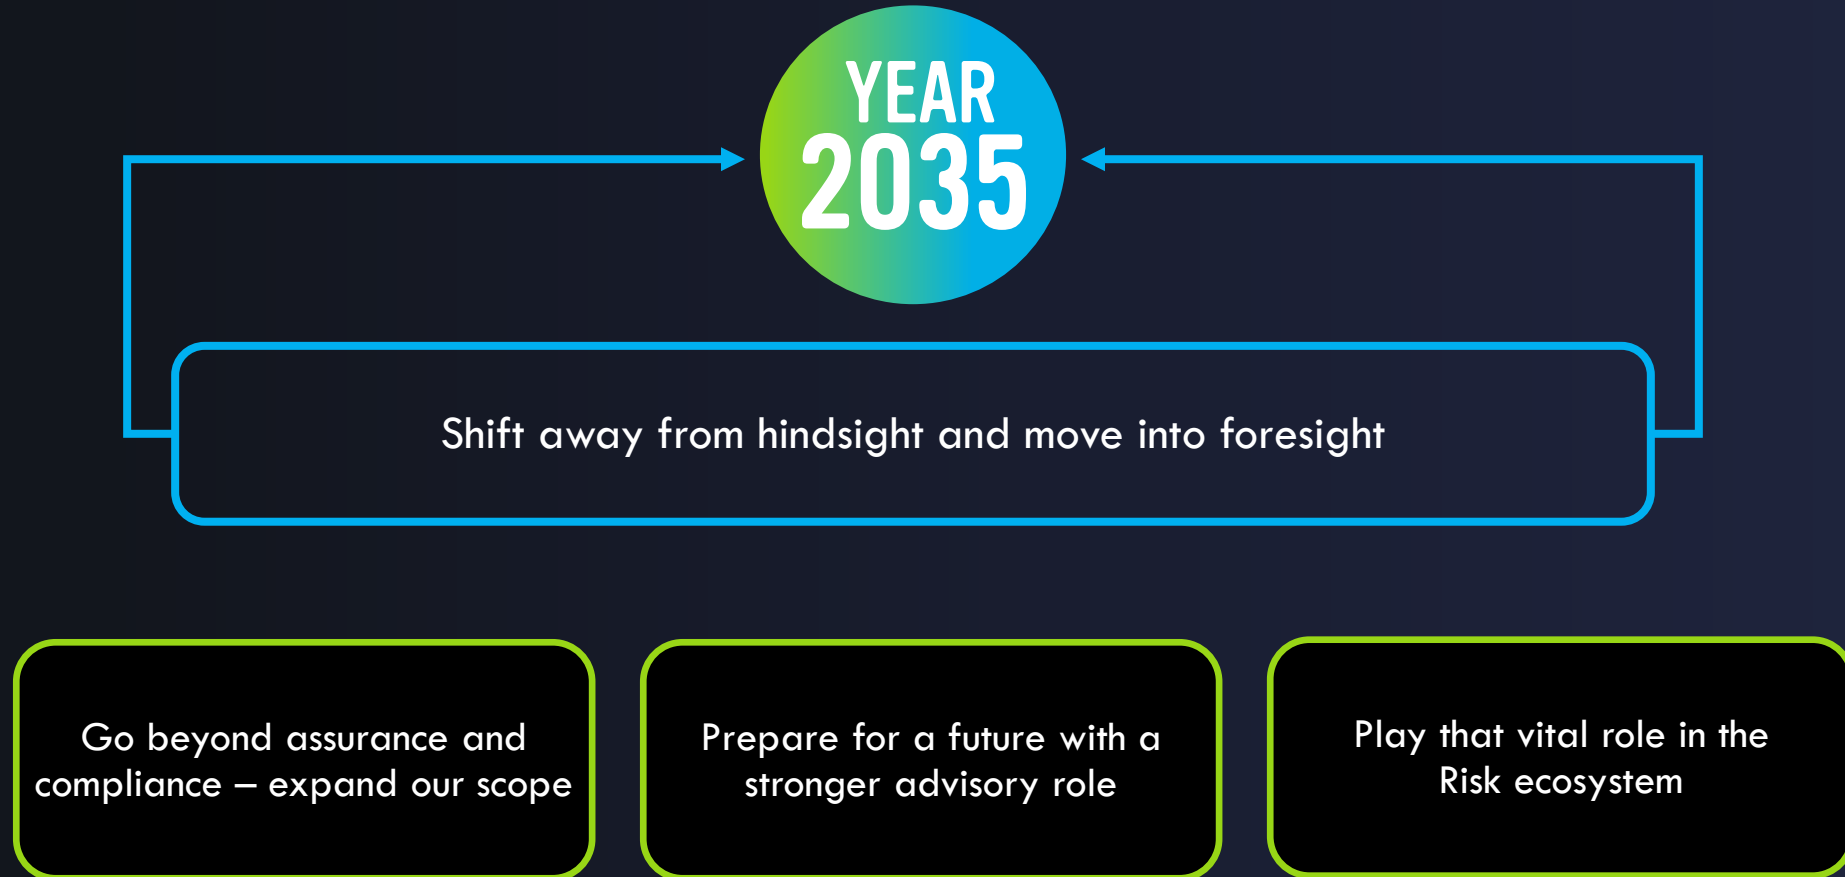 YEAR
2035
Shift away from hindsight and move into foresight
Go beyond assurance and
compliance – expand our scope
Prepare for a future with a
stronger advisory role
Play that vital role in the
Risk ecosystem